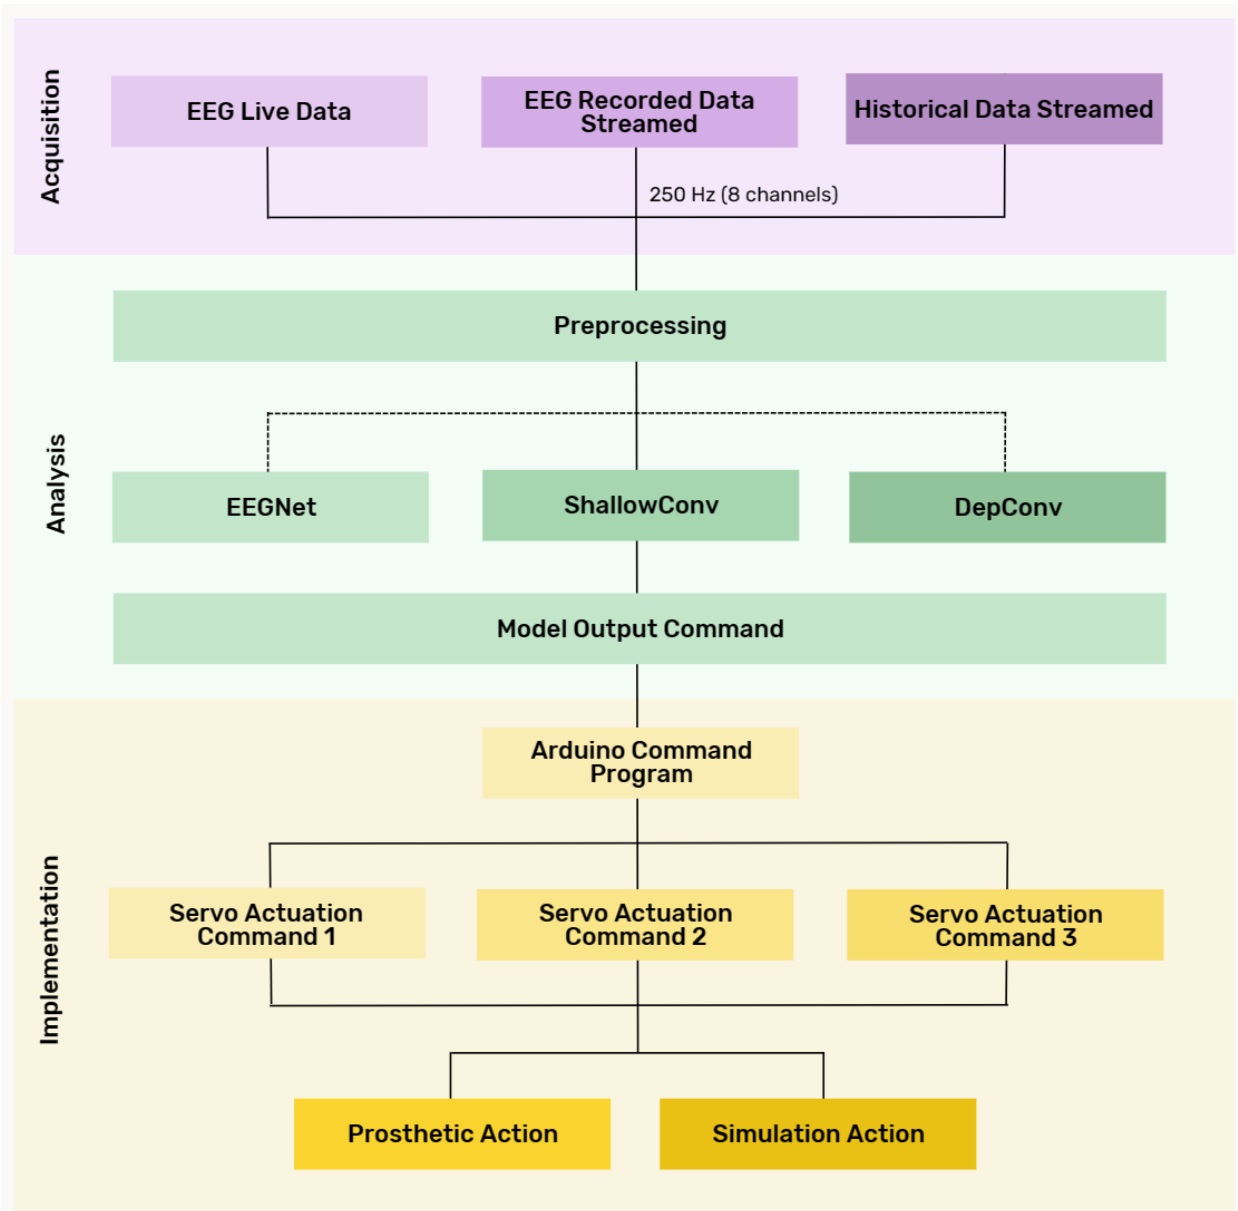 Acquisition
EEG Live Data
EEG Recorded Data
Streamed
Historical Data Streamed
250 Hz (8 channels)
Analysis
Preprocessing
EEGNet
ShallowConv
DepConv
Model Output Command
Implementation
Arduino Command
Program
Servo Actuation
Command 1
Servo Actuation
Command 2
Servo Actuation
Command 3
Prosthetic Action
Simulation Action